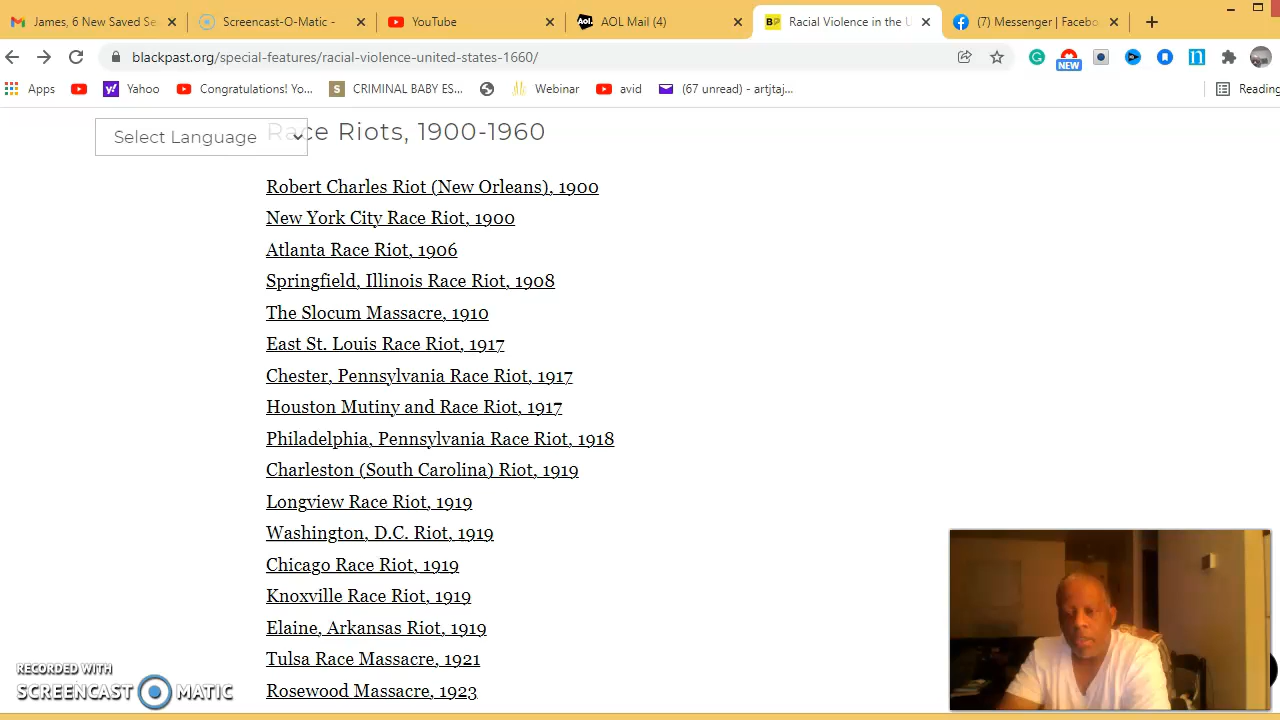 James, 6 New Saved Se
Screencast-O-Matic -
YouTube
AOL Mail (4)
Racial Violence in the U
(7) Messenger | Facebo
blackpast.org/special-features/racial-violence-united-states-1660/
NEW
Apps
Yahoo
Congratulations! Yo...
CRIMINAL BABY ES...
Webinar
avid
(67 unread) - artjtaj...
Reading
Select Language
Race Riots, 1900-1960
Robert Charles Riot (New Orleans), 1900
New York City Race Riot, 1900
Atlanta Race Riot, 1906
Springfield, Illinois Race Riot, 1908
The Slocum Massacre, 1910
East St. Louis Race Riot, 1917
Chester, Pennsylvania Race Riot, 1917
Houston Mutiny and Race Riot, 1917
Philadelphia, Pennsylvania Race Riot, 1918
Charleston (South Carolina) Riot, 1919
Longview Race Riot, 1919
Washington, D.C. Riot, 1919
Chicago Race Riot, 1919
Knoxville Race Riot, 1919
Elaine, Arkansas Riot, 1919
Tulsa Race Massacre, 1921
Rosewood Massacre, 1923
RECORDED WITH
SCREENCAST MATIC